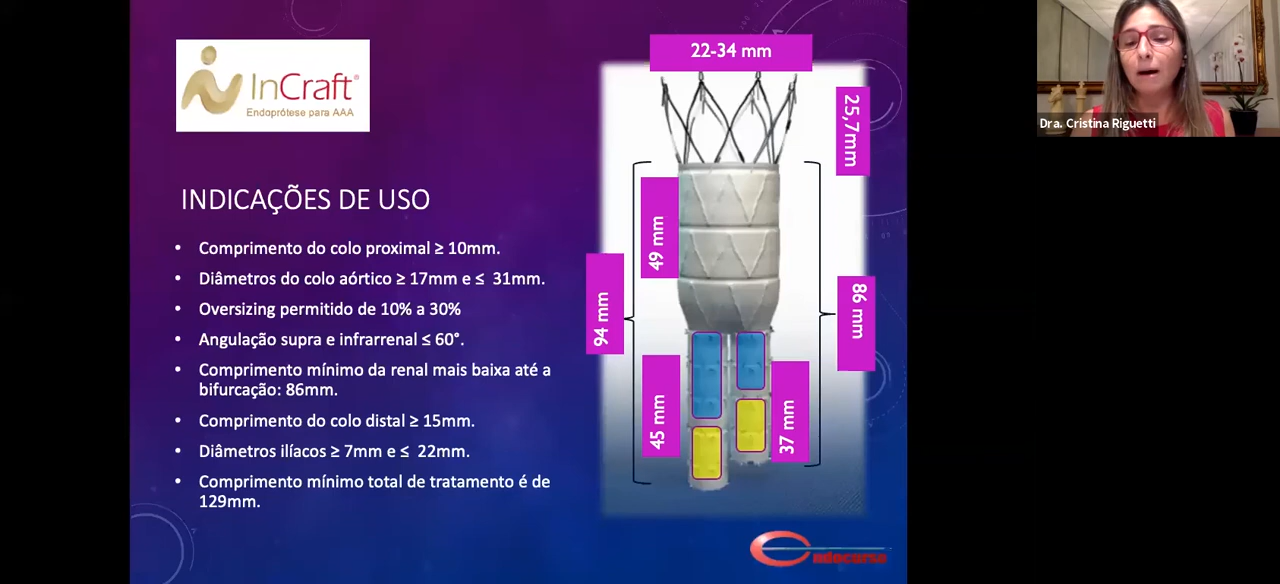 InCraft®
Endoprótese para AAA
INDICAÇÕES DE USO
• Comprimento do colo proximal ≥ 10mm.
• Diâmetros do colo aórtico ≥ 17mm e ≤ 31mm.
• Oversizing permitido de 10% a 30%
• Angulação supra e infrarrenal ≤ 60°.
• Comprimento mínimo da renal mais baixa até a
bifurcação: 86mm.
• Comprimento do colo distal ≥ 15mm.
• Diâmetros ilíacos ≥ 7mm e ≤ 22mm.
• Comprimento mínimo total de tratamento é de
129mm.
22-34 mm
25,7mm
49 mm
94 mm
86 mm
45 mm
37 mm
Endocurso
Dra. Cristina Riguetti